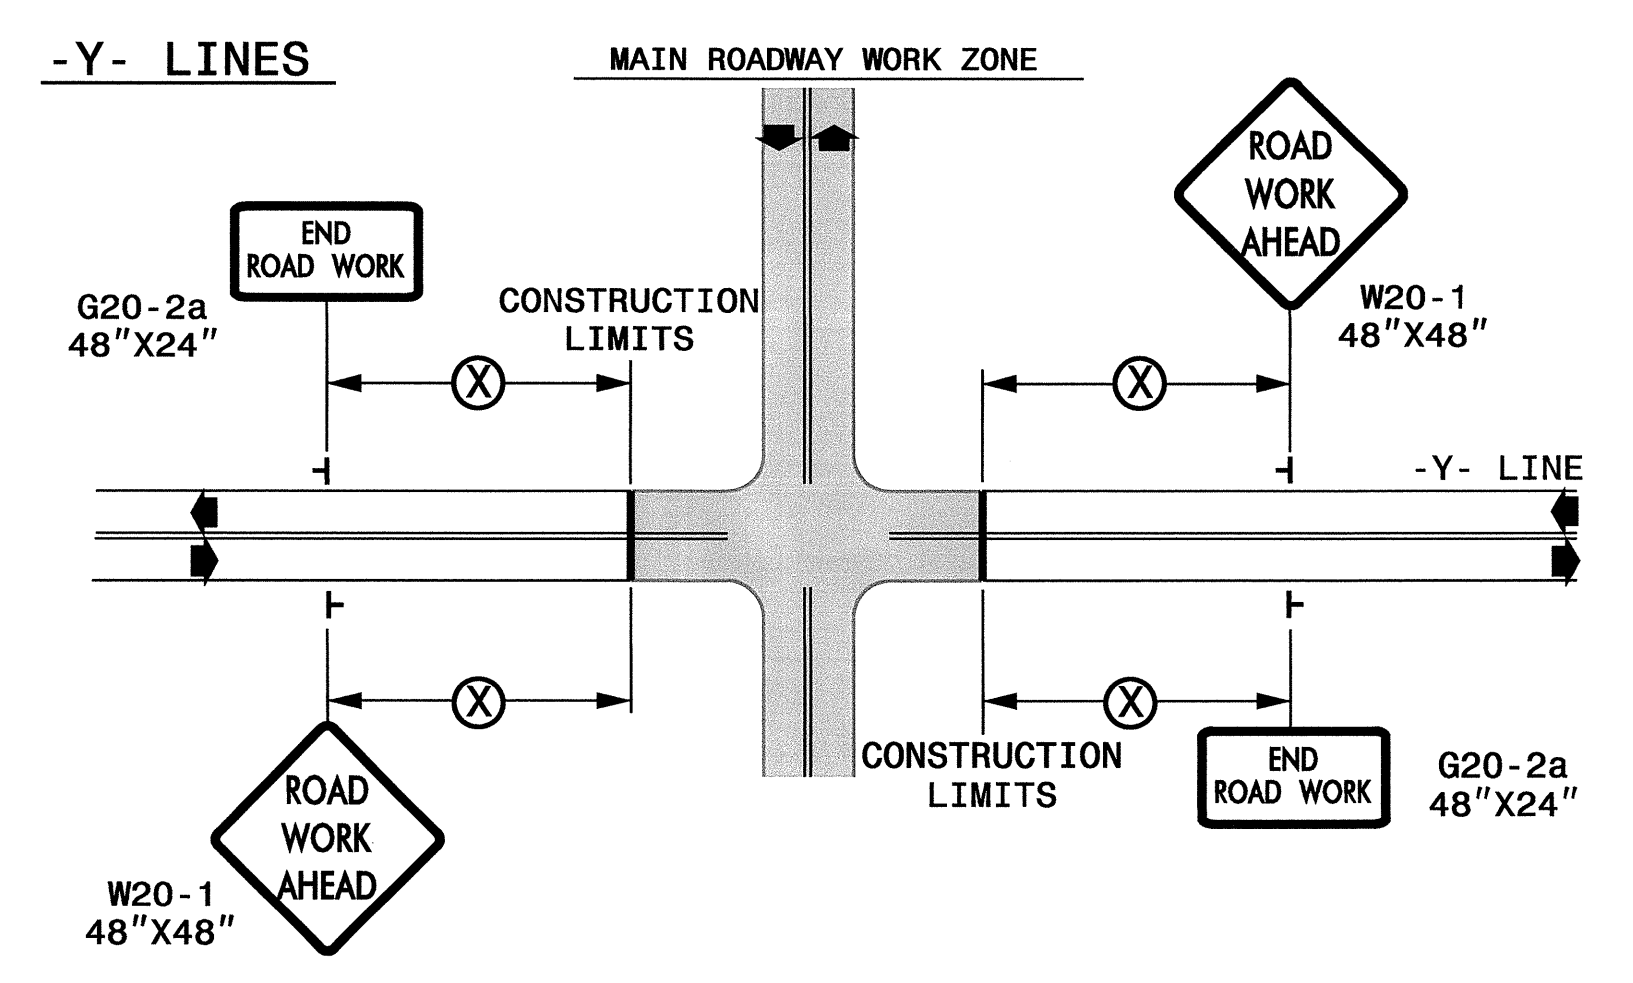 -Y- LINES
MAIN ROADWAY WORK ZONE
ROAD
WORK
AHEAD
END
ROAD WORK
G20-2a
48"X24"
CONSTRUCTION
LIMITS
W20-1
48"X48"
X
X
-Y- LINE
X
X
ROAD
WORK
AHEAD
W20-1
48"X48"
CONSTRUCTION
LIMITS
END
ROAD WORK
G20-2a
48"X24"